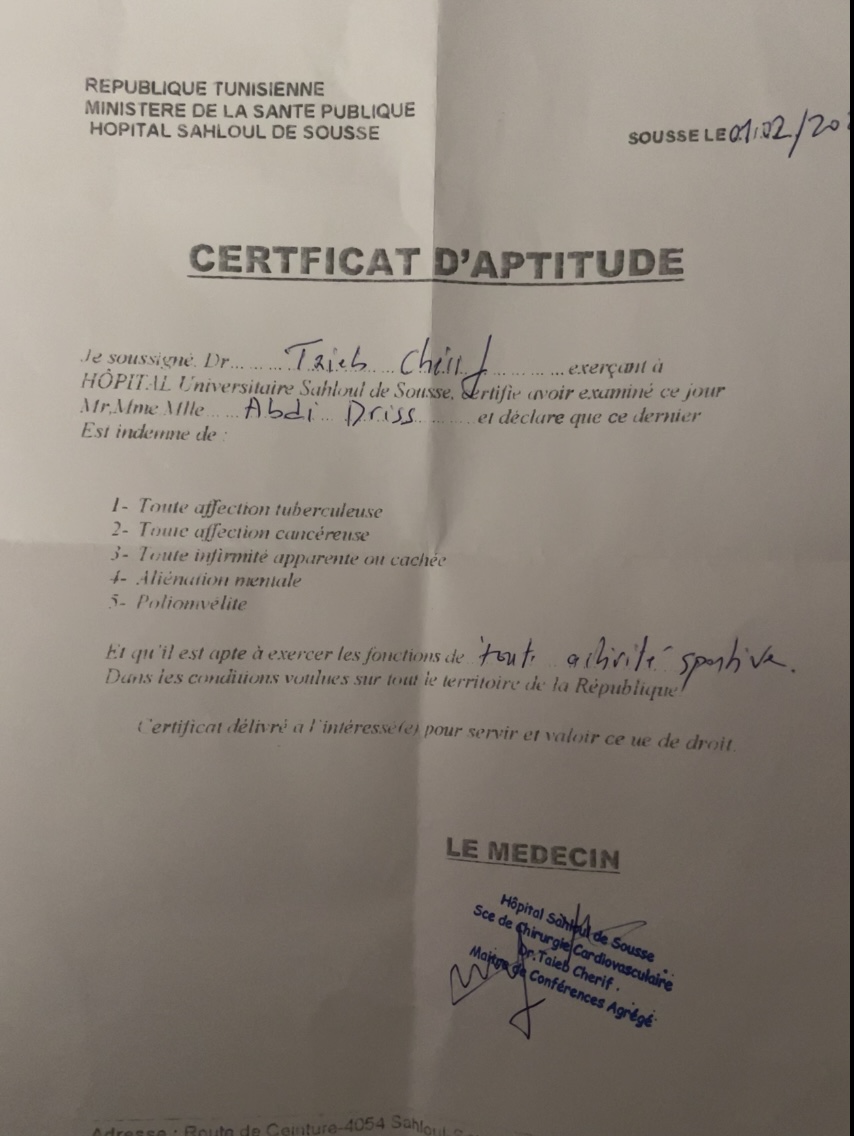 REPUBLIQUE TUNISIENNE
MINISTERE DE LA SANTE PUBLIQUE
HOPITAL SAHLOUL DE SOUSSE
SOUSSE LE 01.02/20
CERTFICAT D'APTITUDE
Je soussigné. Dr......... Taieb Chérif ............ exerçant à
HÔPITAL Universitaire Sahloul de Sousse, certifie avoir examiné ce jour
Mr.Mme Mlle ..... Abdi Driss ......... et déclare que ce dernier
Est indemne de :
1- Toute affection tuberculeuse
2- Toute affection cancéreuse
3- Toute infirmité apparente ou cachée
4- Aliénation mentale
5- Poliomyélite
Et qu'il est apte à exercer les fonctions de toute activité sportive.
Dans les conditions voulues sur tout le territoire de la République
Certificat délivré a l'intéressé(e) pour servir et valoir ce ue de droit.
LE MEDECIN
Hôpital Sahloul de Sousse
Sce de Chirurgie Cardiovasculaire
Dr. Taieb Cherif
Maitre de Conférences Agrégé
Adresse : Route de Ceinture-4054 Sahloul